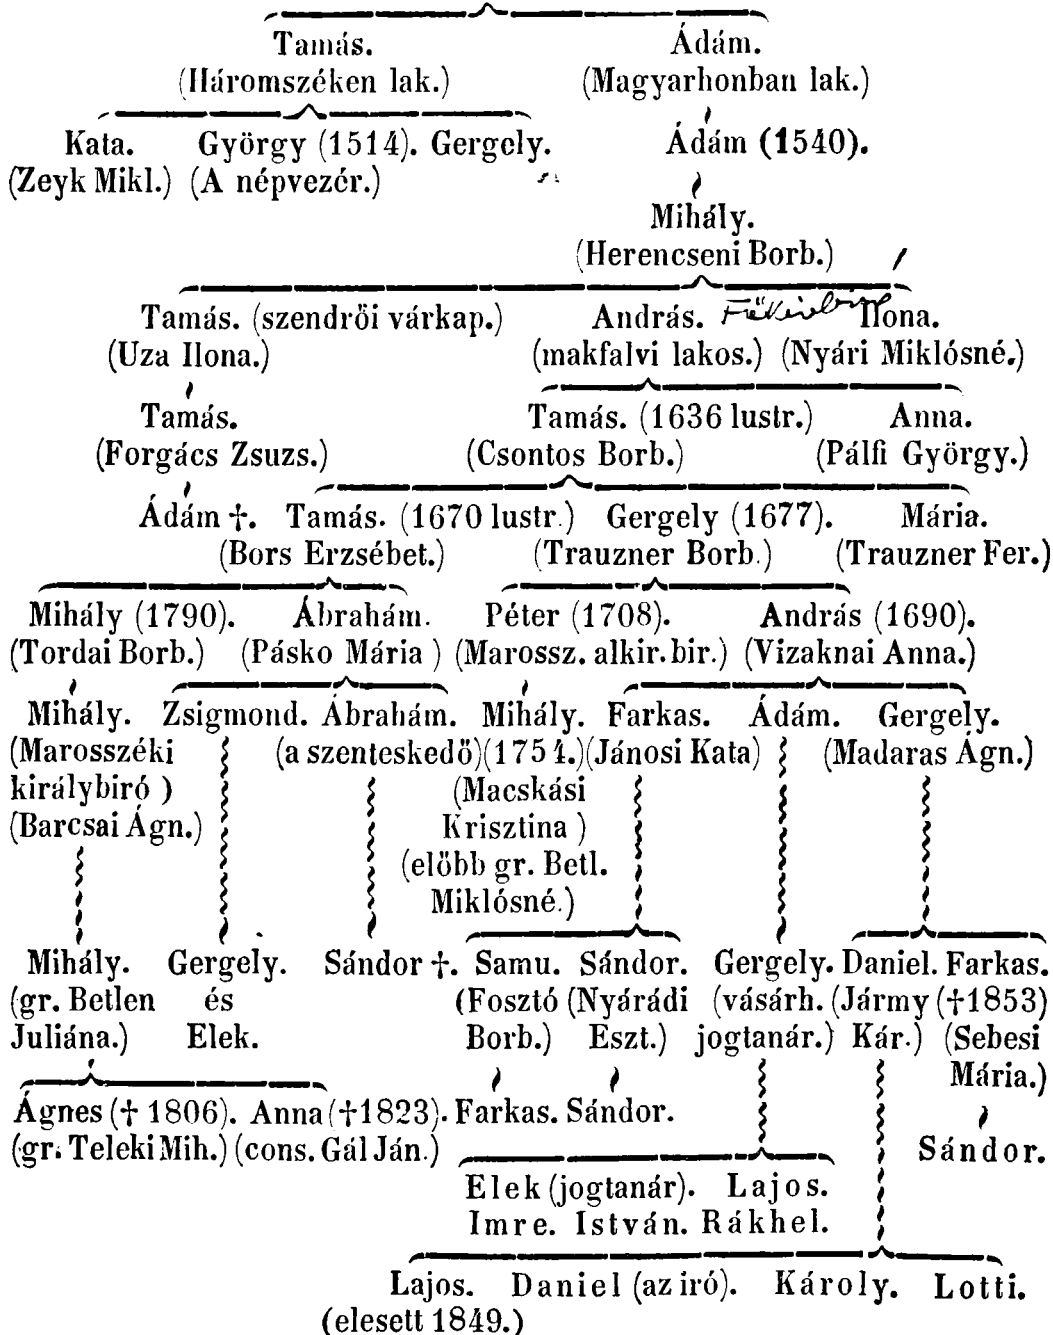 Tamás. Ádám.
(Háromszéken lak.) (Magyarhonban lak.)
Kata. György (1514). Gergely. Ádám (1540).
(Zeyk Mikl.) (A népvezér.)
Mihály.
(Herencseni Borb.)
Tamás. (szendröi várkap.) András. Ilona.
(Uza Ilona.) (makfalvi lakos.) (Nyári Miklósné.)
Tamás. Tamás. (1636 lustr.) Anna.
(Forgács Zsuzs.) (Csontos Borb.) (Pálfi György.)
Ádám †. Tamás. (1670 lustr.) Gergely (1677). Mária.
(Bors Erzsébet.) (Trauzner Borb.) (Trauzner Fer.)
Mihály (1790). Ábrahám. Péter (1708). András (1690).
(Tordai Borb.) (Pásko Mária ) (Marossz. alkir. bir.) (Vizaknai Anna.)
Mihály. Zsigmond. Ábrahám. Mihály. Farkas. Ádám. Gergely.
(Marosszéki (a szenteskedö) (1754.) (Jánosi Kata) (Madaras Ágn.)
királybiró ) (Macskási
(Barcsai Ágn.) Krisztina )
(elöbb gr. Betl.
Miklósné.)
Mihály. Gergely. Sándor †. Samu. Sándor. Gergely. Daniel. Farkas.
(gr. Betlen és (Fosztó (Nyárádi (vásárh. (Jármy (†1853)
Juliána.) Elek. Borb.) Eszt.) jogtanár.) Kár.) (Sebesi
Mária.)
Ágnes († 1806). Anna (†1823). Farkas. Sándor.
(gr. Teleki Mih.) (cons. Gál Ján.) Sándor.
Elek (jogtanár). Lajos.
Imre. István. Rákhel.
Lajos. Daniel (az iró). Károly. Lotti.
(elesett 1849.)